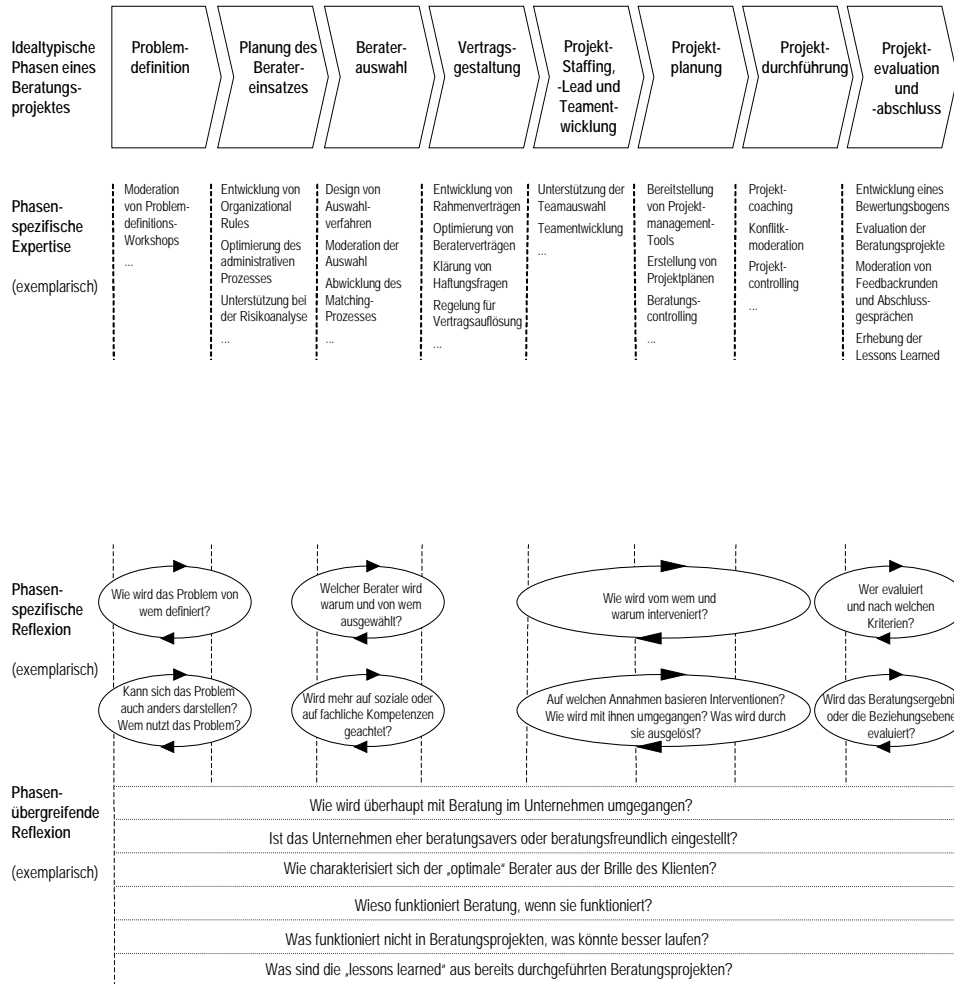 Idealtypische
Phasen eines
Beratungs-
projektes
Problem-
definition
Planung des
Berater-
einsatzes
Berater-
auswahl
Vertrags-
gestaltung
Projekt-
Staffing,
-Lead und
Teament-
wicklung
Projekt-
planung
Projekt-
durchführung
Projekt-
evaluation
und
-abschluss
Phasen-
spezifische
Expertise
(exemplarisch)
Moderation
von Problem-
definitions-
Workshops
...
Entwicklung von
Organizational
Rules
Optimierung des
administrativen
Prozesses
Unterstützung bei
der Risikoanalyse
...
Design von
Auswahl-
verfahren
Moderation der
Auswahl
Abwicklung des
Matching-
Prozesses
...
Entwicklung von
Rahmenverträgen
Optimierung von
Beraterverträgen
Klärung von
Haftungsfragen
Regelung für
Vertragsauflösung
...
Unterstützung der
Teamauswahl
Teamentwicklung
...
Bereitstellung
von Projekt-
management-
Tools
Erstellung von
Projektplänen
Beratungs-
controlling
...
Projekt-
coaching
Konflitk-
moderation
Projekt-
controlling
...
Entwicklung eines
Bewertungsbogens
Evaluation der
Beratungsprojekte
Moderation von
Feedbackrunden
und Abschluss-
gesprächen
Erhebung der
Lessons Learned
Phasen-
spezifische
Reflexion
(exemplarisch)
Wie wird das Problem von
wem definiert?
Welcher Berater wird
warum und von wem
ausgewählt?
Wie wird vom wem und
warum interveniert?
Wer evaluiert
und nach welchen
Kriterien?
Kann sich das Problem
auch anders darstellen?
Wem nutzt das Problem?
Wird mehr auf soziale oder
auf fachliche Kompetenzen
geachtet?
Auf welchen Annahmen basieren Interventionen?
Wie wird mit ihnen umgegangen? Was wird durch
sie ausgelöst?
Wird das Beratungsergebni
oder die Beziehungsebene
evaluiert?
Phasen-
übergreifende
Reflexion
(exemplarisch)
Wie wird überhaupt mit Beratung im Unternehmen umgegangen?
Ist das Unternehmen eher beratungsavers oder beratungsfreundlich eingestellt?
Wie charakterisiert sich der „optimale" Berater aus der Brille des Klienten?
Wieso funktioniert Beratung, wenn sie funktioniert?
Was funktioniert nicht in Beratungsprojekten, was könnte besser laufen?
Was sind die „lessons learned" aus bereits durchgeführten Beratungsprojekten?